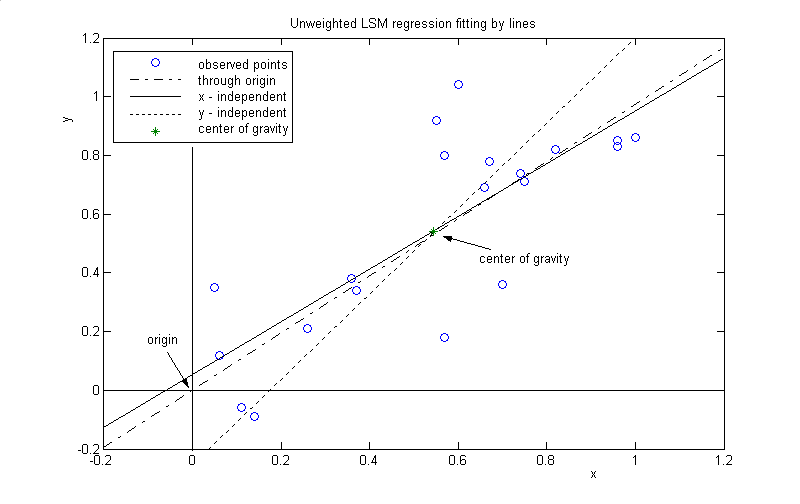 Unweighted LSM regression fitting by lines
1.2
observed points
through origin
x - independent
y - independent
center of gravity
1
y
0.8
0.6
center of gravity
0.4
0.2
origin
0
-0.2
-0.2 0 0.2 0.4 0.6 0.8 1 1.2
x